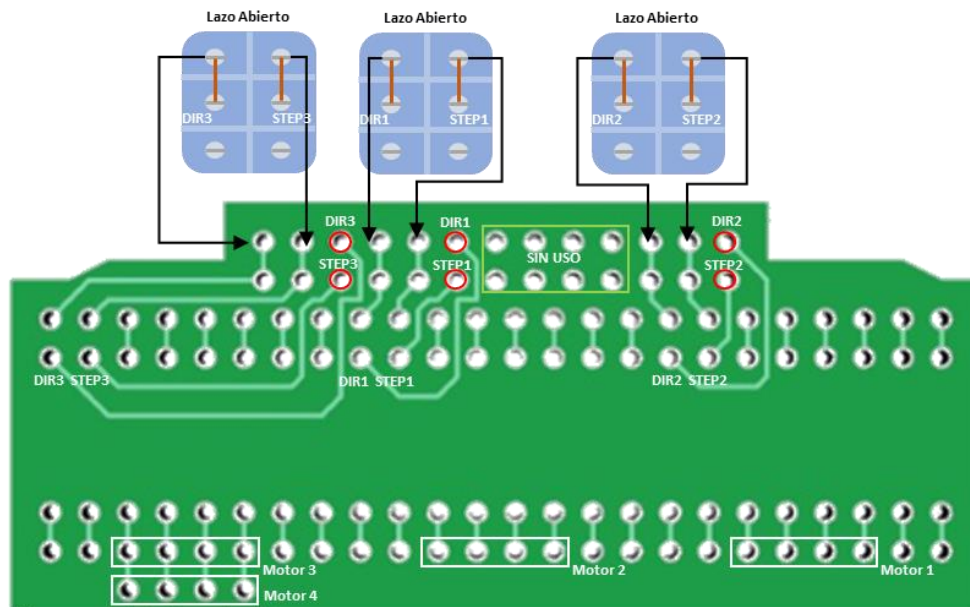 Lazo Abierto
Lazo Abierto
Lazo Abierto
DIR3 STEP3
DIR1 STEP1
DIR2 STEP2
DIR3
DIR1
DIR2
STEP3
STEP1
SIN USO
STEP2
DIR3 STEP3
DIR1 STEP1
DIR2 STEP2
Motor 3
Motor 2
Motor 1
Motor 4